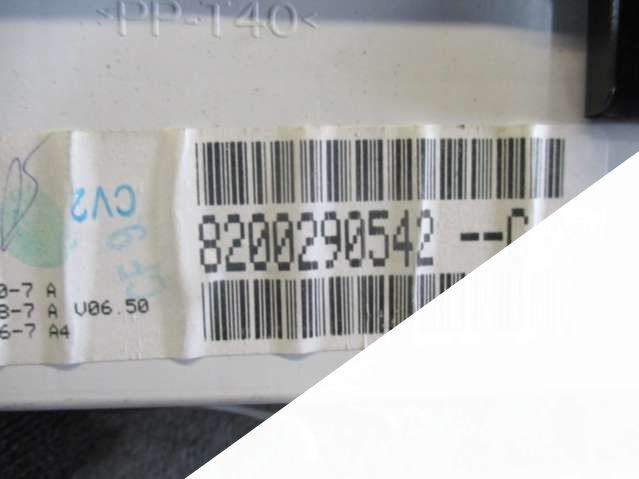 >PP-T40<
CV2
8200290542 --C
0-7 A
8-7 A V06.50
6-7 A4